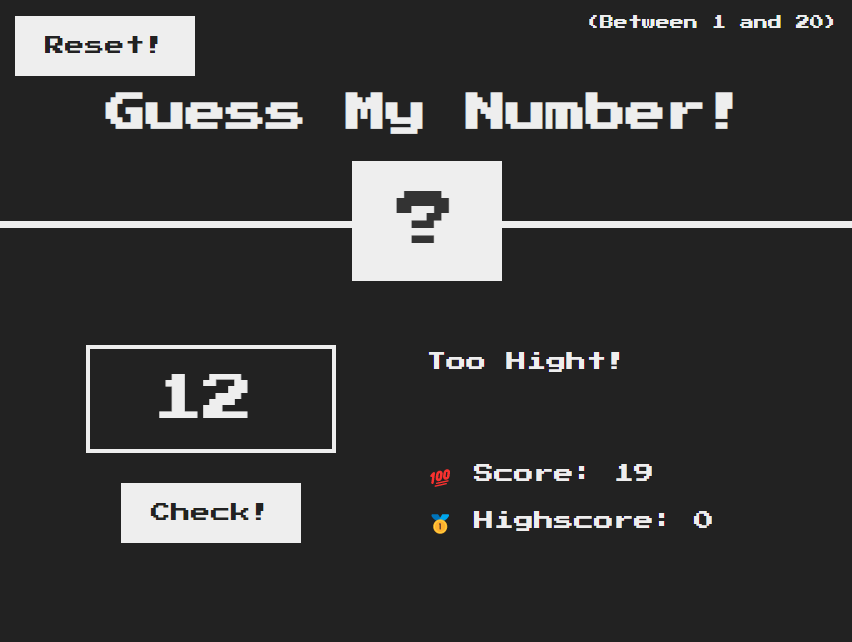 Reset!
(Between 1 and 20)
Guess My Number!
?
12
Too Hight!
Check!
💯 Score: 19
🥇 Highscore: 0